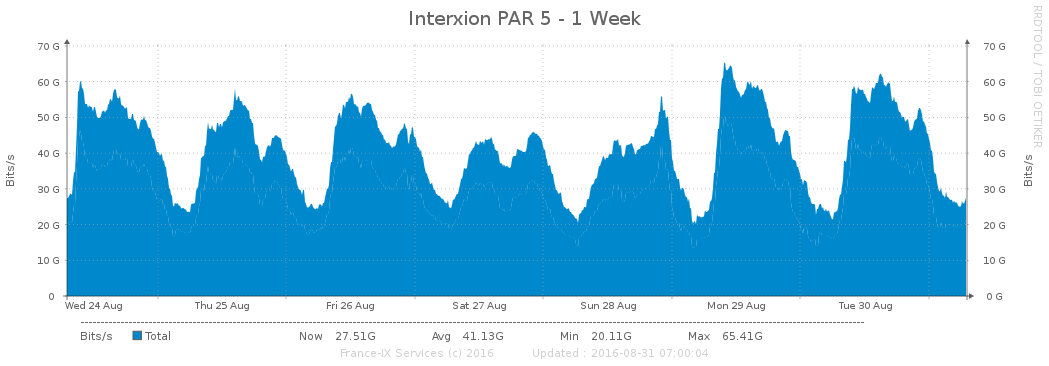 Interxion PAR 5 - 1 Week
RRDTOOL / TOBI OETIKER
70 G 70 G
60 G 60 G
50 G 50 G
40 G 40 G
30 G 30 G
20 G 20 G
10 G 10 G
0 0 G
Bits/s
Bits/s
Wed 24 Aug Thu 25 Aug Fri 26 Aug Sat 27 Aug Sun 28 Aug Mon 29 Aug Tue 30 Aug
Bits/s Total Now 27.51G Avg 41.13G Min 20.11G Max 65.41G
France-IX Services (c) 2016 Updated : 2016-08-31 07:00:04